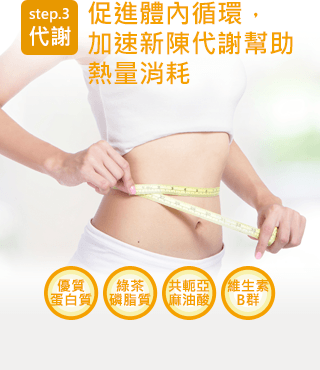 step.3
代謝
促進體內循環，
加速新陳代謝幫助
熱量消耗
優質
蛋白質
綠茶
磷脂質
共軛亞
麻油酸
維生素
B群